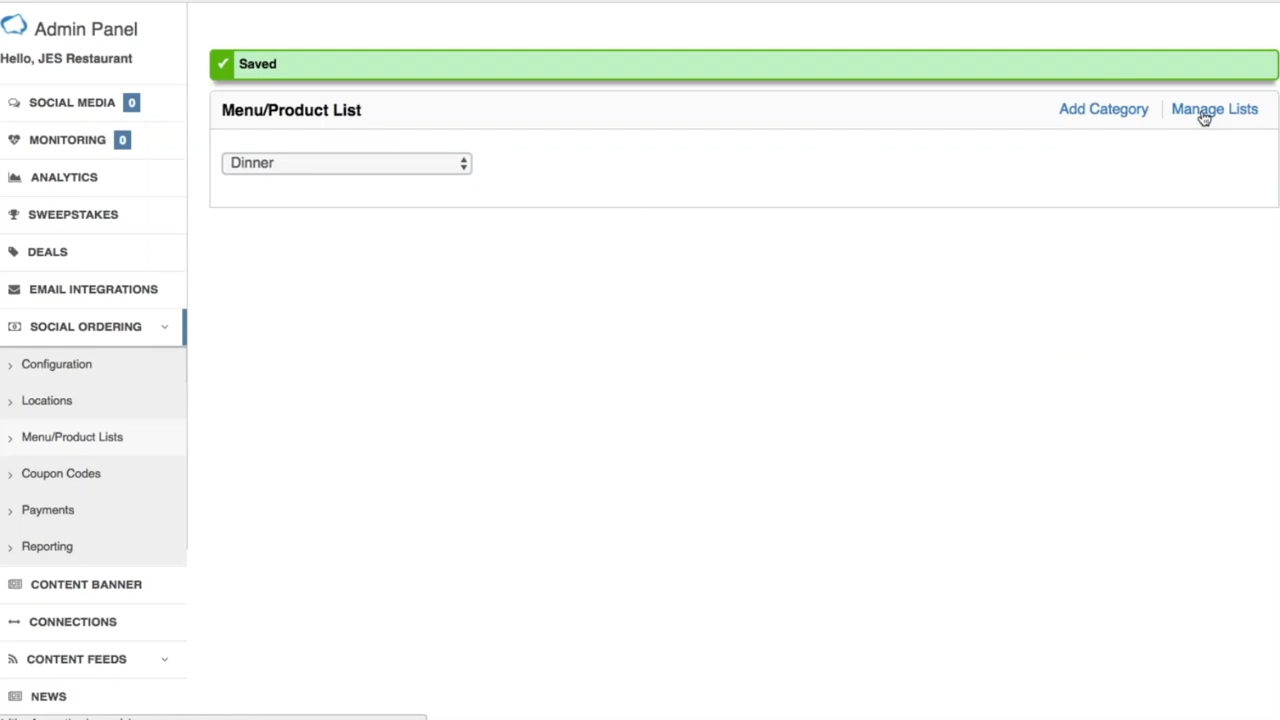 Admin Panel
Hello, JES Restaurant
SOCIAL MEDIA 0
MONITORING 0
ANALYTICS
SWEEPSTAKES
DEALS
EMAIL INTEGRATIONS
SOCIAL ORDERING
Configuration
Locations
Menu/Product Lists
Coupon Codes
Payments
Reporting
CONTENT BANNER
CONNECTIONS
CONTENT FEEDS
NEWS
Saved
Menu/Product List
Add Category
Manage Lists
Dinner